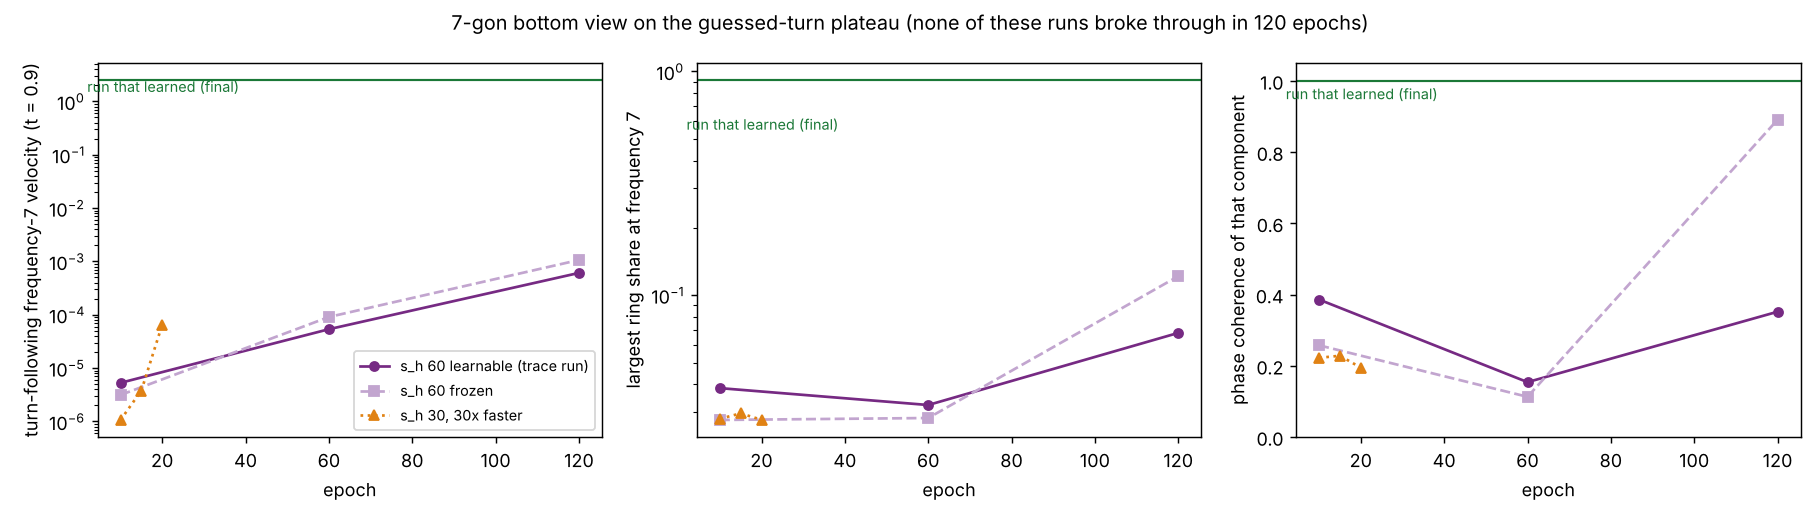 7-gon bottom view on the guessed-turn plateau (none of these runs broke through in 120 epochs)
turn-following frequency-7 velocity (t = 0.9)
10⁰
10⁻¹
10⁻²
10⁻³
10⁻⁴
10⁻⁵
10⁻⁶
run that learned (final)
s_h 60 learnable (trace run)
s_h 60 frozen
s_h 30, 30x faster
20 40 60 80 100 120
epoch
largest ring share at frequency 7
10⁰
10⁻¹
run that learned (final)
20 40 60 80 100 120
epoch
phase coherence of that component
1.0
0.8
0.6
0.4
0.2
0.0
run that learned (final)
20 40 60 80 100 120
epoch